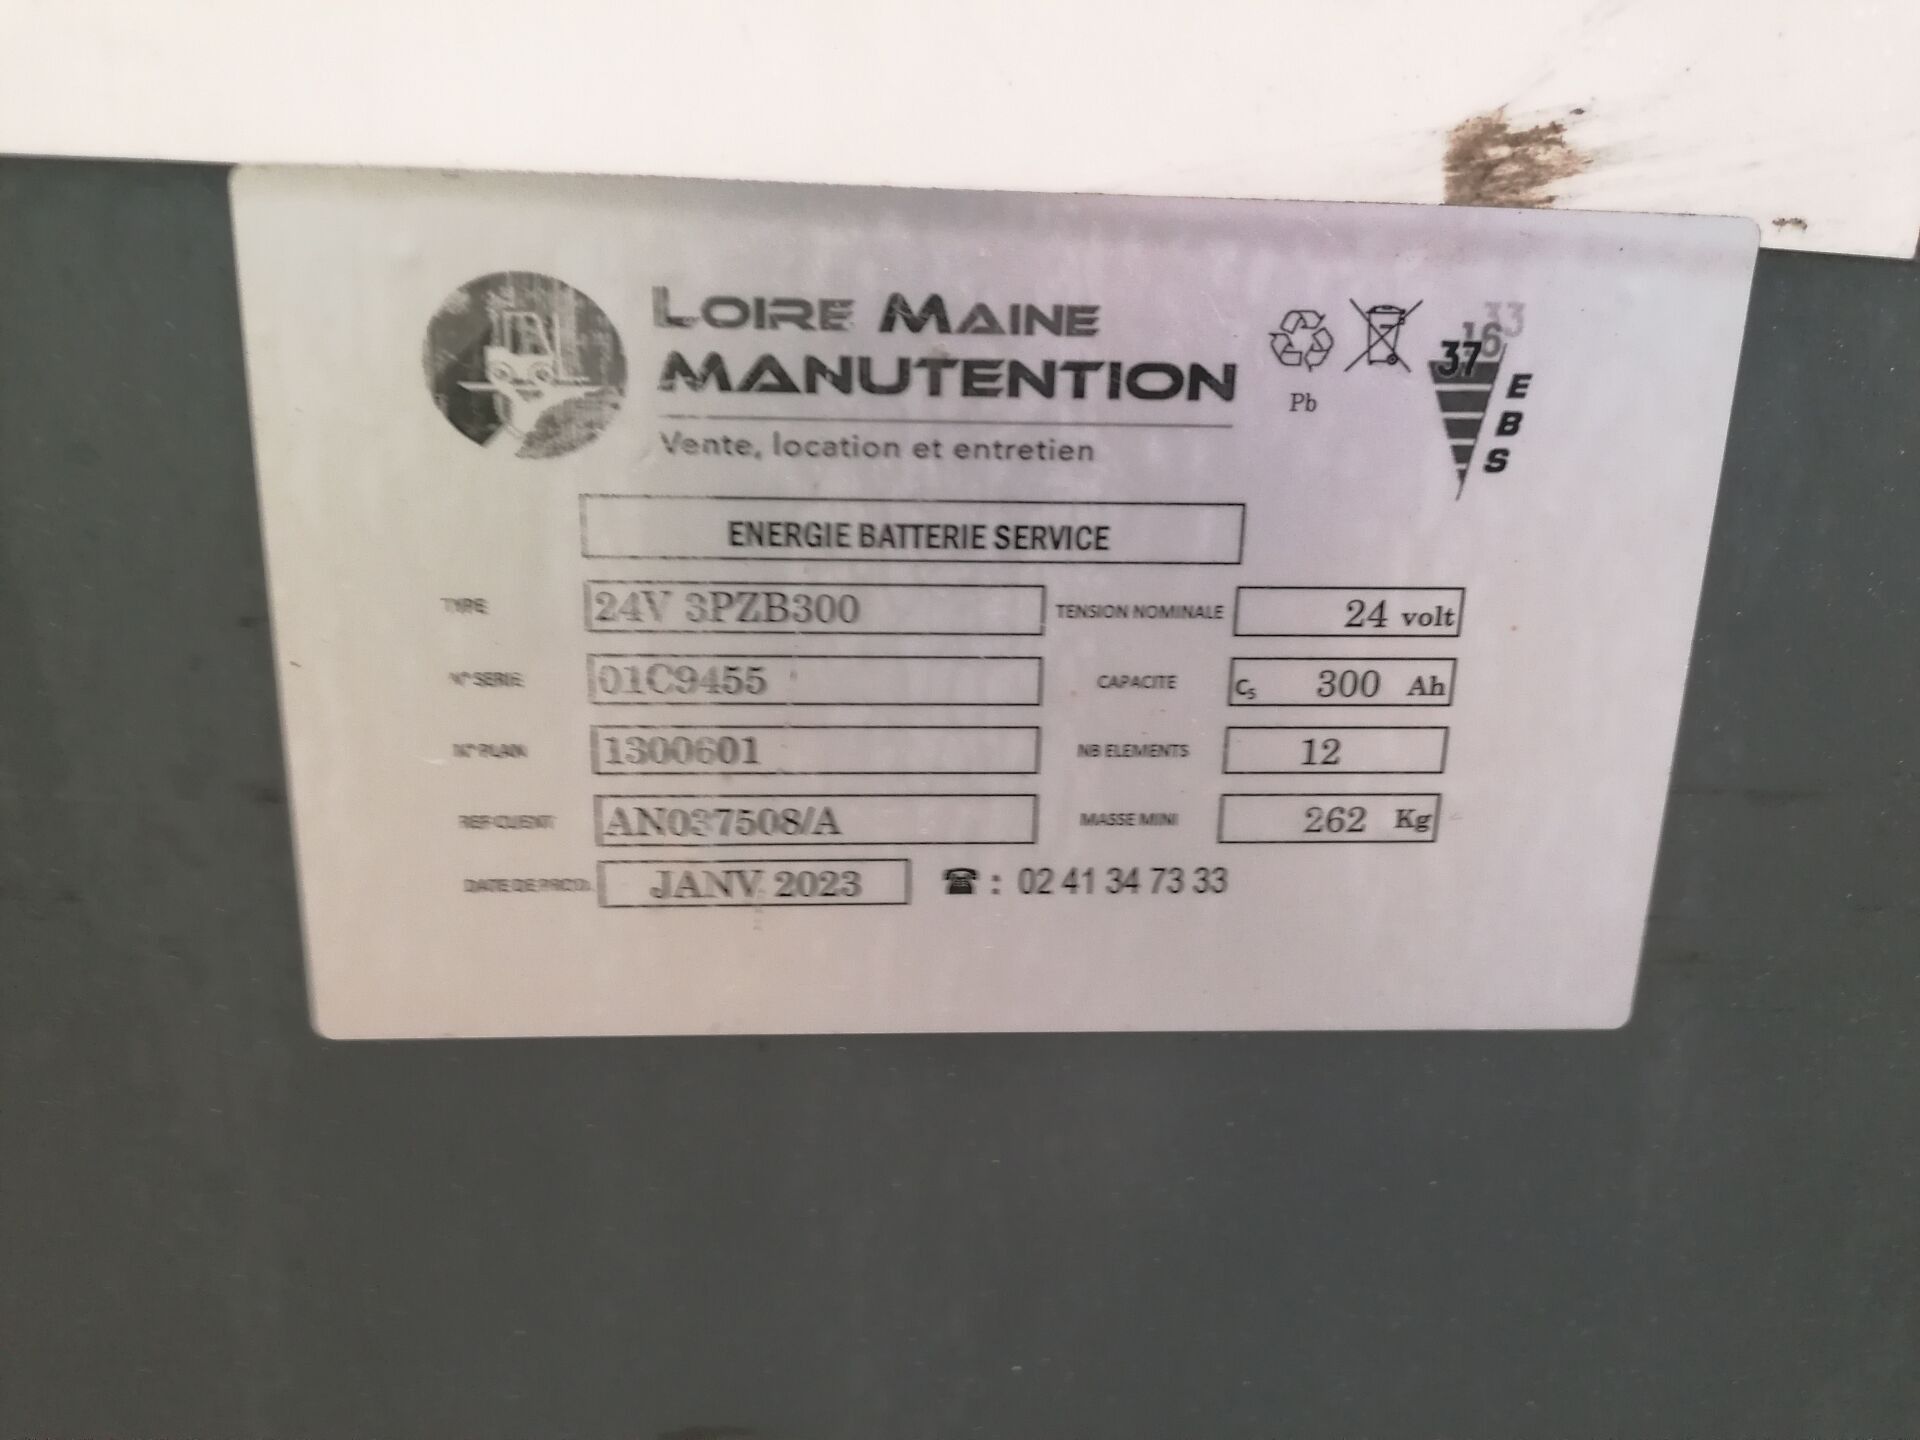 LOIRE MAINE
MANUTENTION
Vente, location et entretien
Pb
33
16
37
E
B
S
ENERGIE BATTERIE SERVICE
TYPE 24V 3PZB300 TENSION NOMINALE 24 volt
N° SERIE 01C9455 CAPACITE C5 300 Ah
N° PLAN 1300601 NB ELEMENTS 12
REF CLIENT AN037508/A MASSE MINI 262 Kg
DATE DE PROD. JANV. 2023 ☎ : 02 41 34 73 33